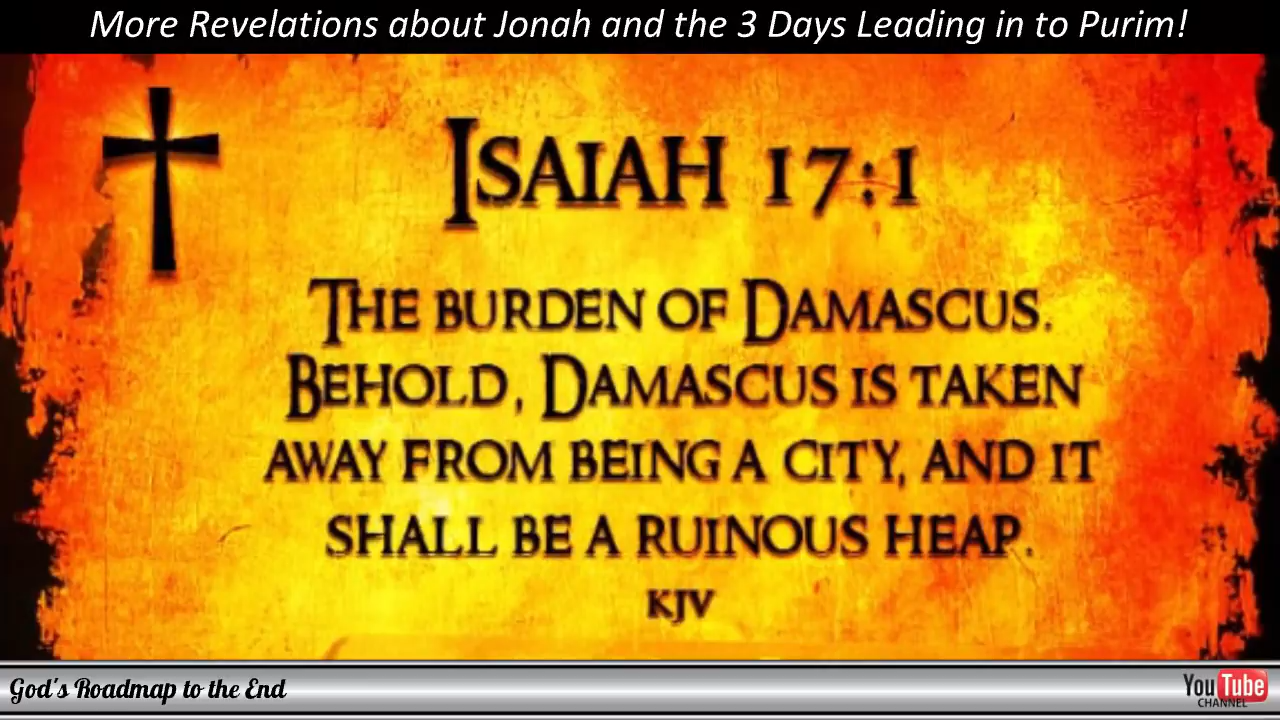 More Revelations about Jonah and the 3 Days Leading in to Purim!
Isaiah 17:1
The burden of Damascus.
Behold, Damascus is taken
away from being a city, and it
shall be a ruinous heap.
KJV
God's Roadmap to the End
YouTube
CHANNEL